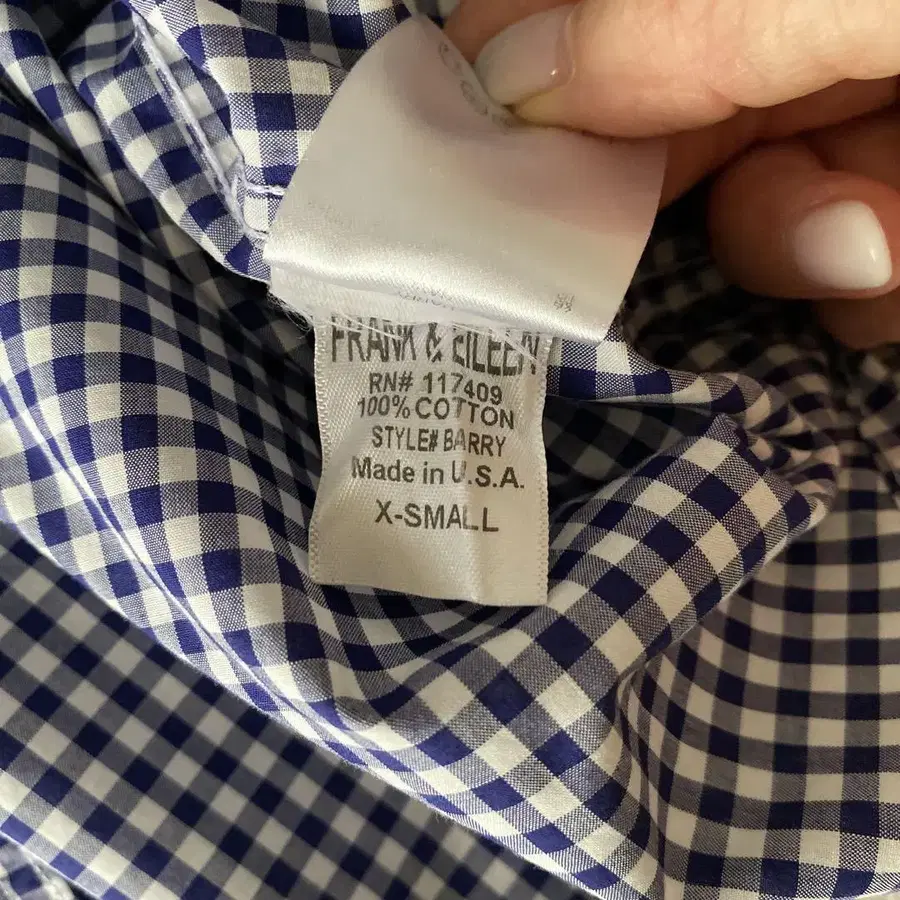 FRANK & EILEEN
RN# 117409
100% COTTON
STYLE# BARRY
Made in U.S.A.
X-SMALL